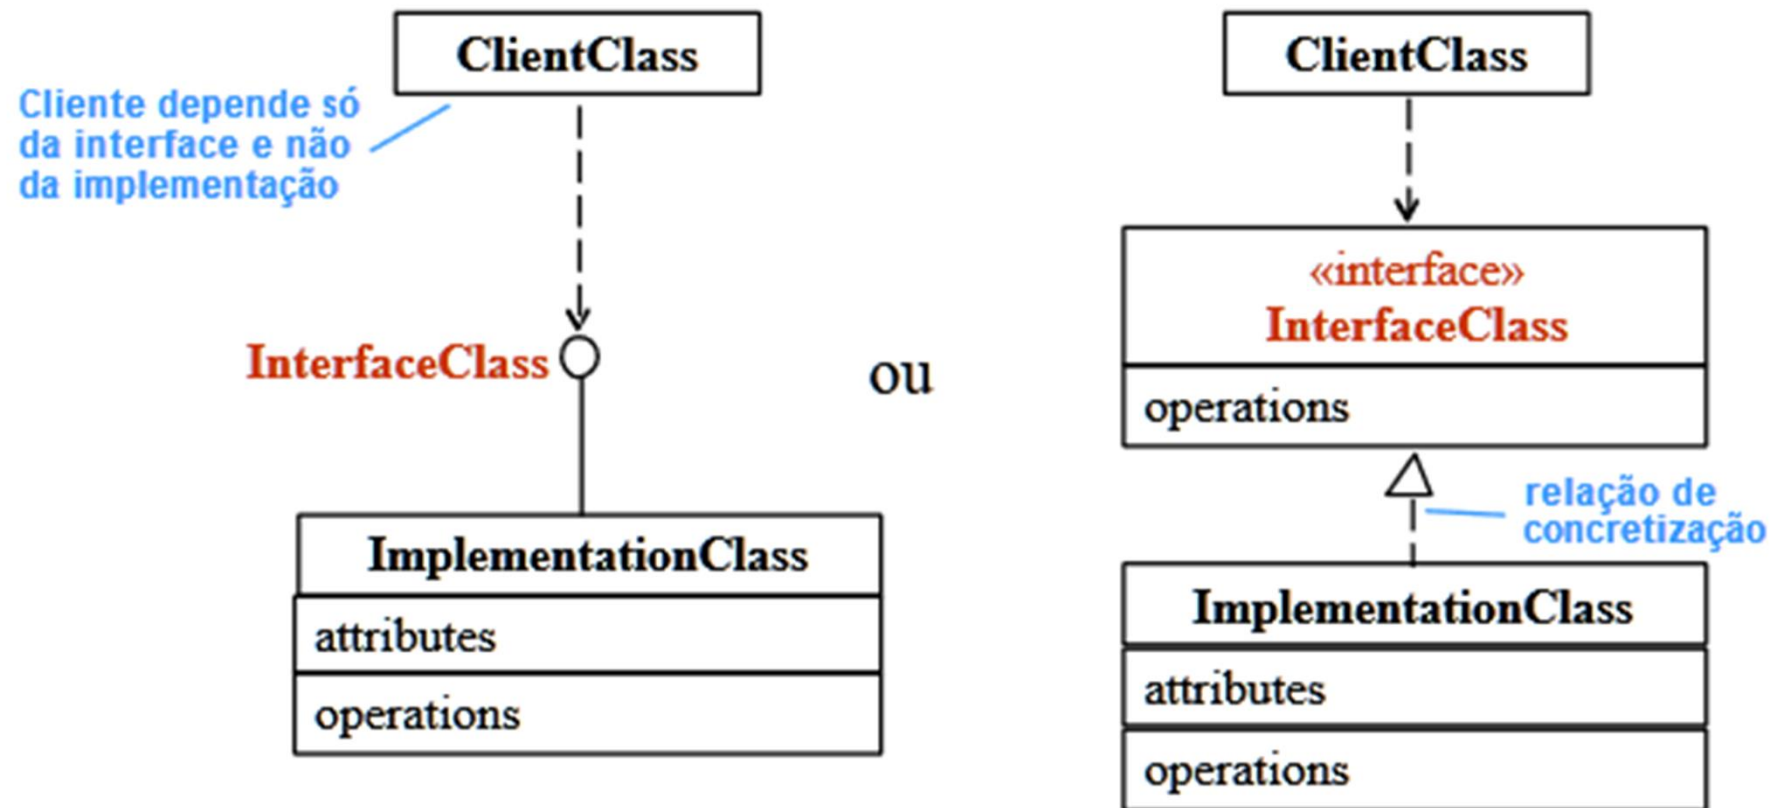 ClientClass
Cliente depende só
da interface e não
da implementação
InterfaceClass
ImplementationClass
attributes
operations
ou
ClientClass
«interface»
InterfaceClass
operations
relação de
concretização
ImplementationClass
attributes
operations